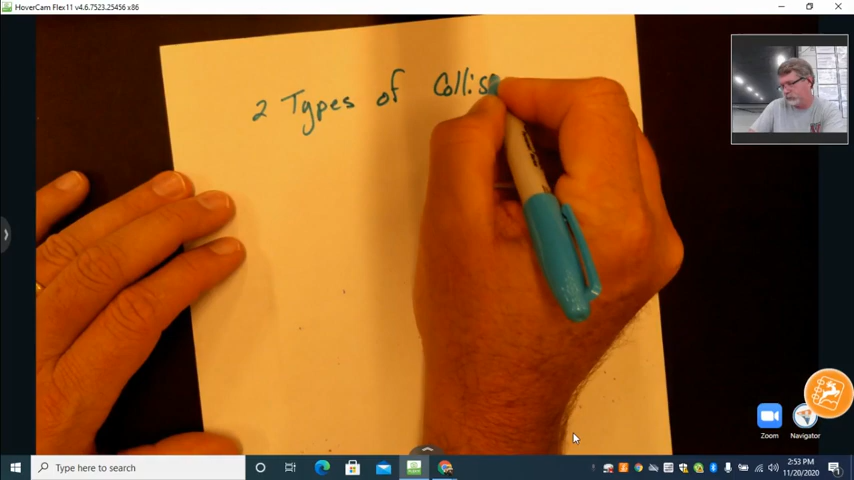 HoverCam Flex11 v4.6.7523.25456 x86
2 Types of Collis
Zoom
Navigator
Type here to search
2:53 PM
11/20/2020